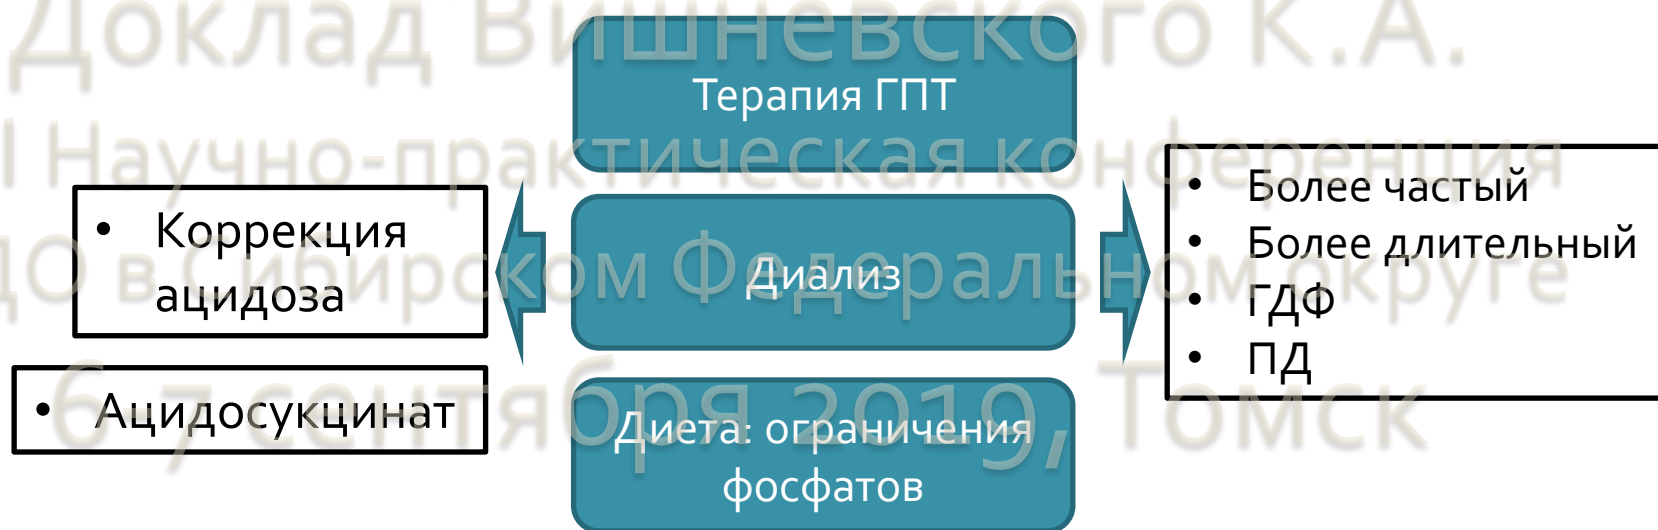 Доклад Вишневского К.А.
Научно-практическая конференция
в Сибирском Федеральном округе
6-7 сентября 2019, Томск
Терапия ГПТ
• Коррекция
ацидоза
Диализ
• Более частый
• Более длительный
• ГДФ
• ПД
• Ацидосукцинат
Диета: ограничения
фосфатов